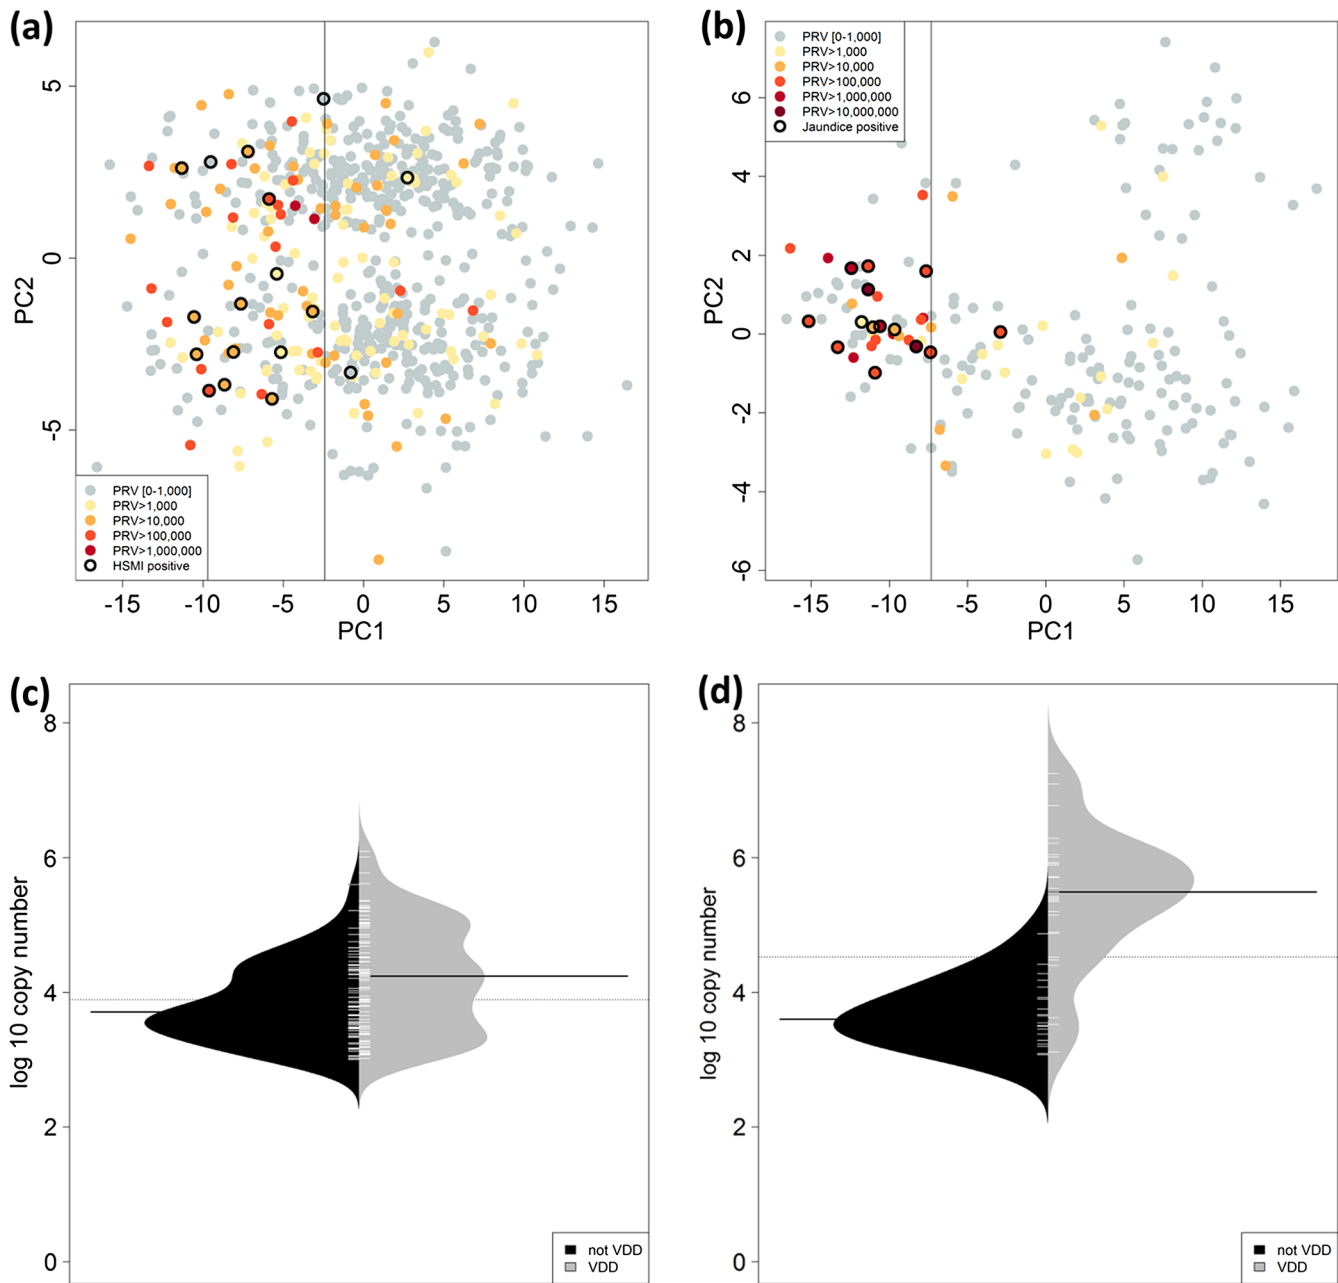 (a)
5
0
-5
PC2
PRV [0-1,000]
PRV>1,000
PRV>10,000
PRV>100,000
PRV>1,000,000
HSMI positive
-15 -10 -5 0 5 10 15
PC1
(b)
PRV [0-1,000]
PRV>1,000
PRV>10,000
PRV>100,000
PRV>1,000,000
PRV>10,000,000
Jaundice positive
6
4
2
0
-2
-4
-6
PC2
-15 -10 -5 0 5 10 15
PC1
(c)
8
6
4
2
0
log 10 copy number
not VDD
VDD
(d)
8
6
4
2
0
log 10 copy number
not VDD
VDD